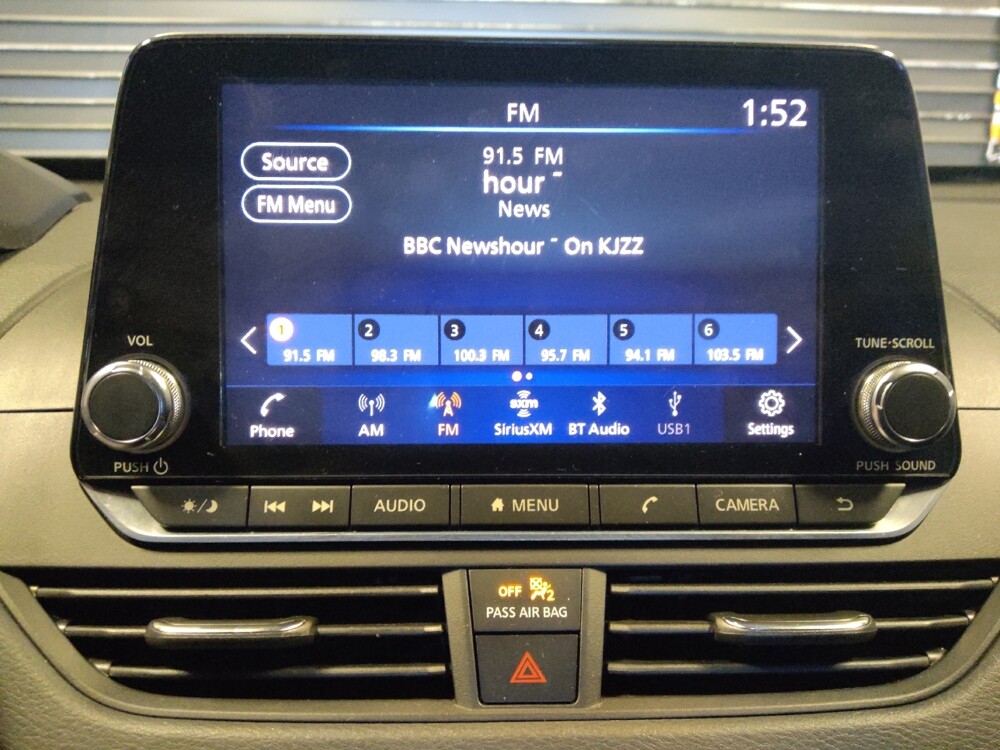 FM 1:52
Source
91.5 FM
hour ˜
FM Menu
News
BBC Newshour ˜ On KJZZ
1 2 3 4 5 6
91.5 FM 98.3 FM 100.3 FM 95.7 FM 94.1 FM 103.5 FM
VOL
TUNE·SCROLL
sxm
Phone AM FM SiriusXM BT Audio USB1 Settings
PUSH
PUSH SOUND
AUDIO MENU CAMERA
OFF 2
PASS AIR BAG